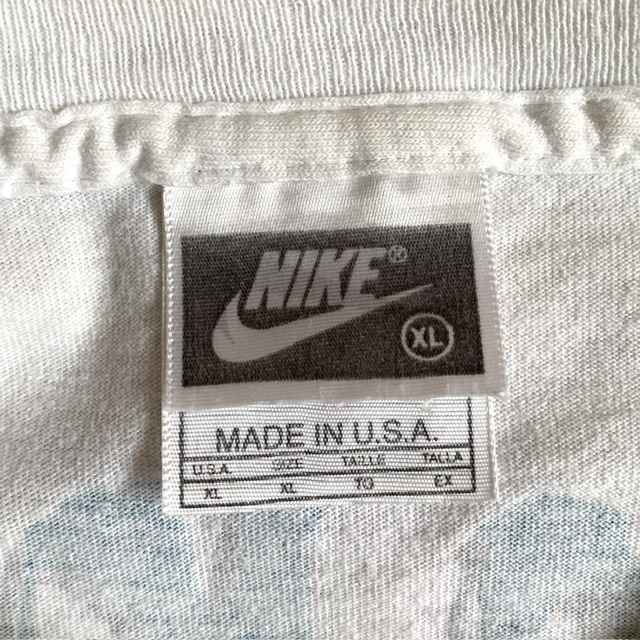 NIKE®
XL
MADE IN U.S.A.
U.S.A. SIZE TAILLE TALLA
XL XL TG EX